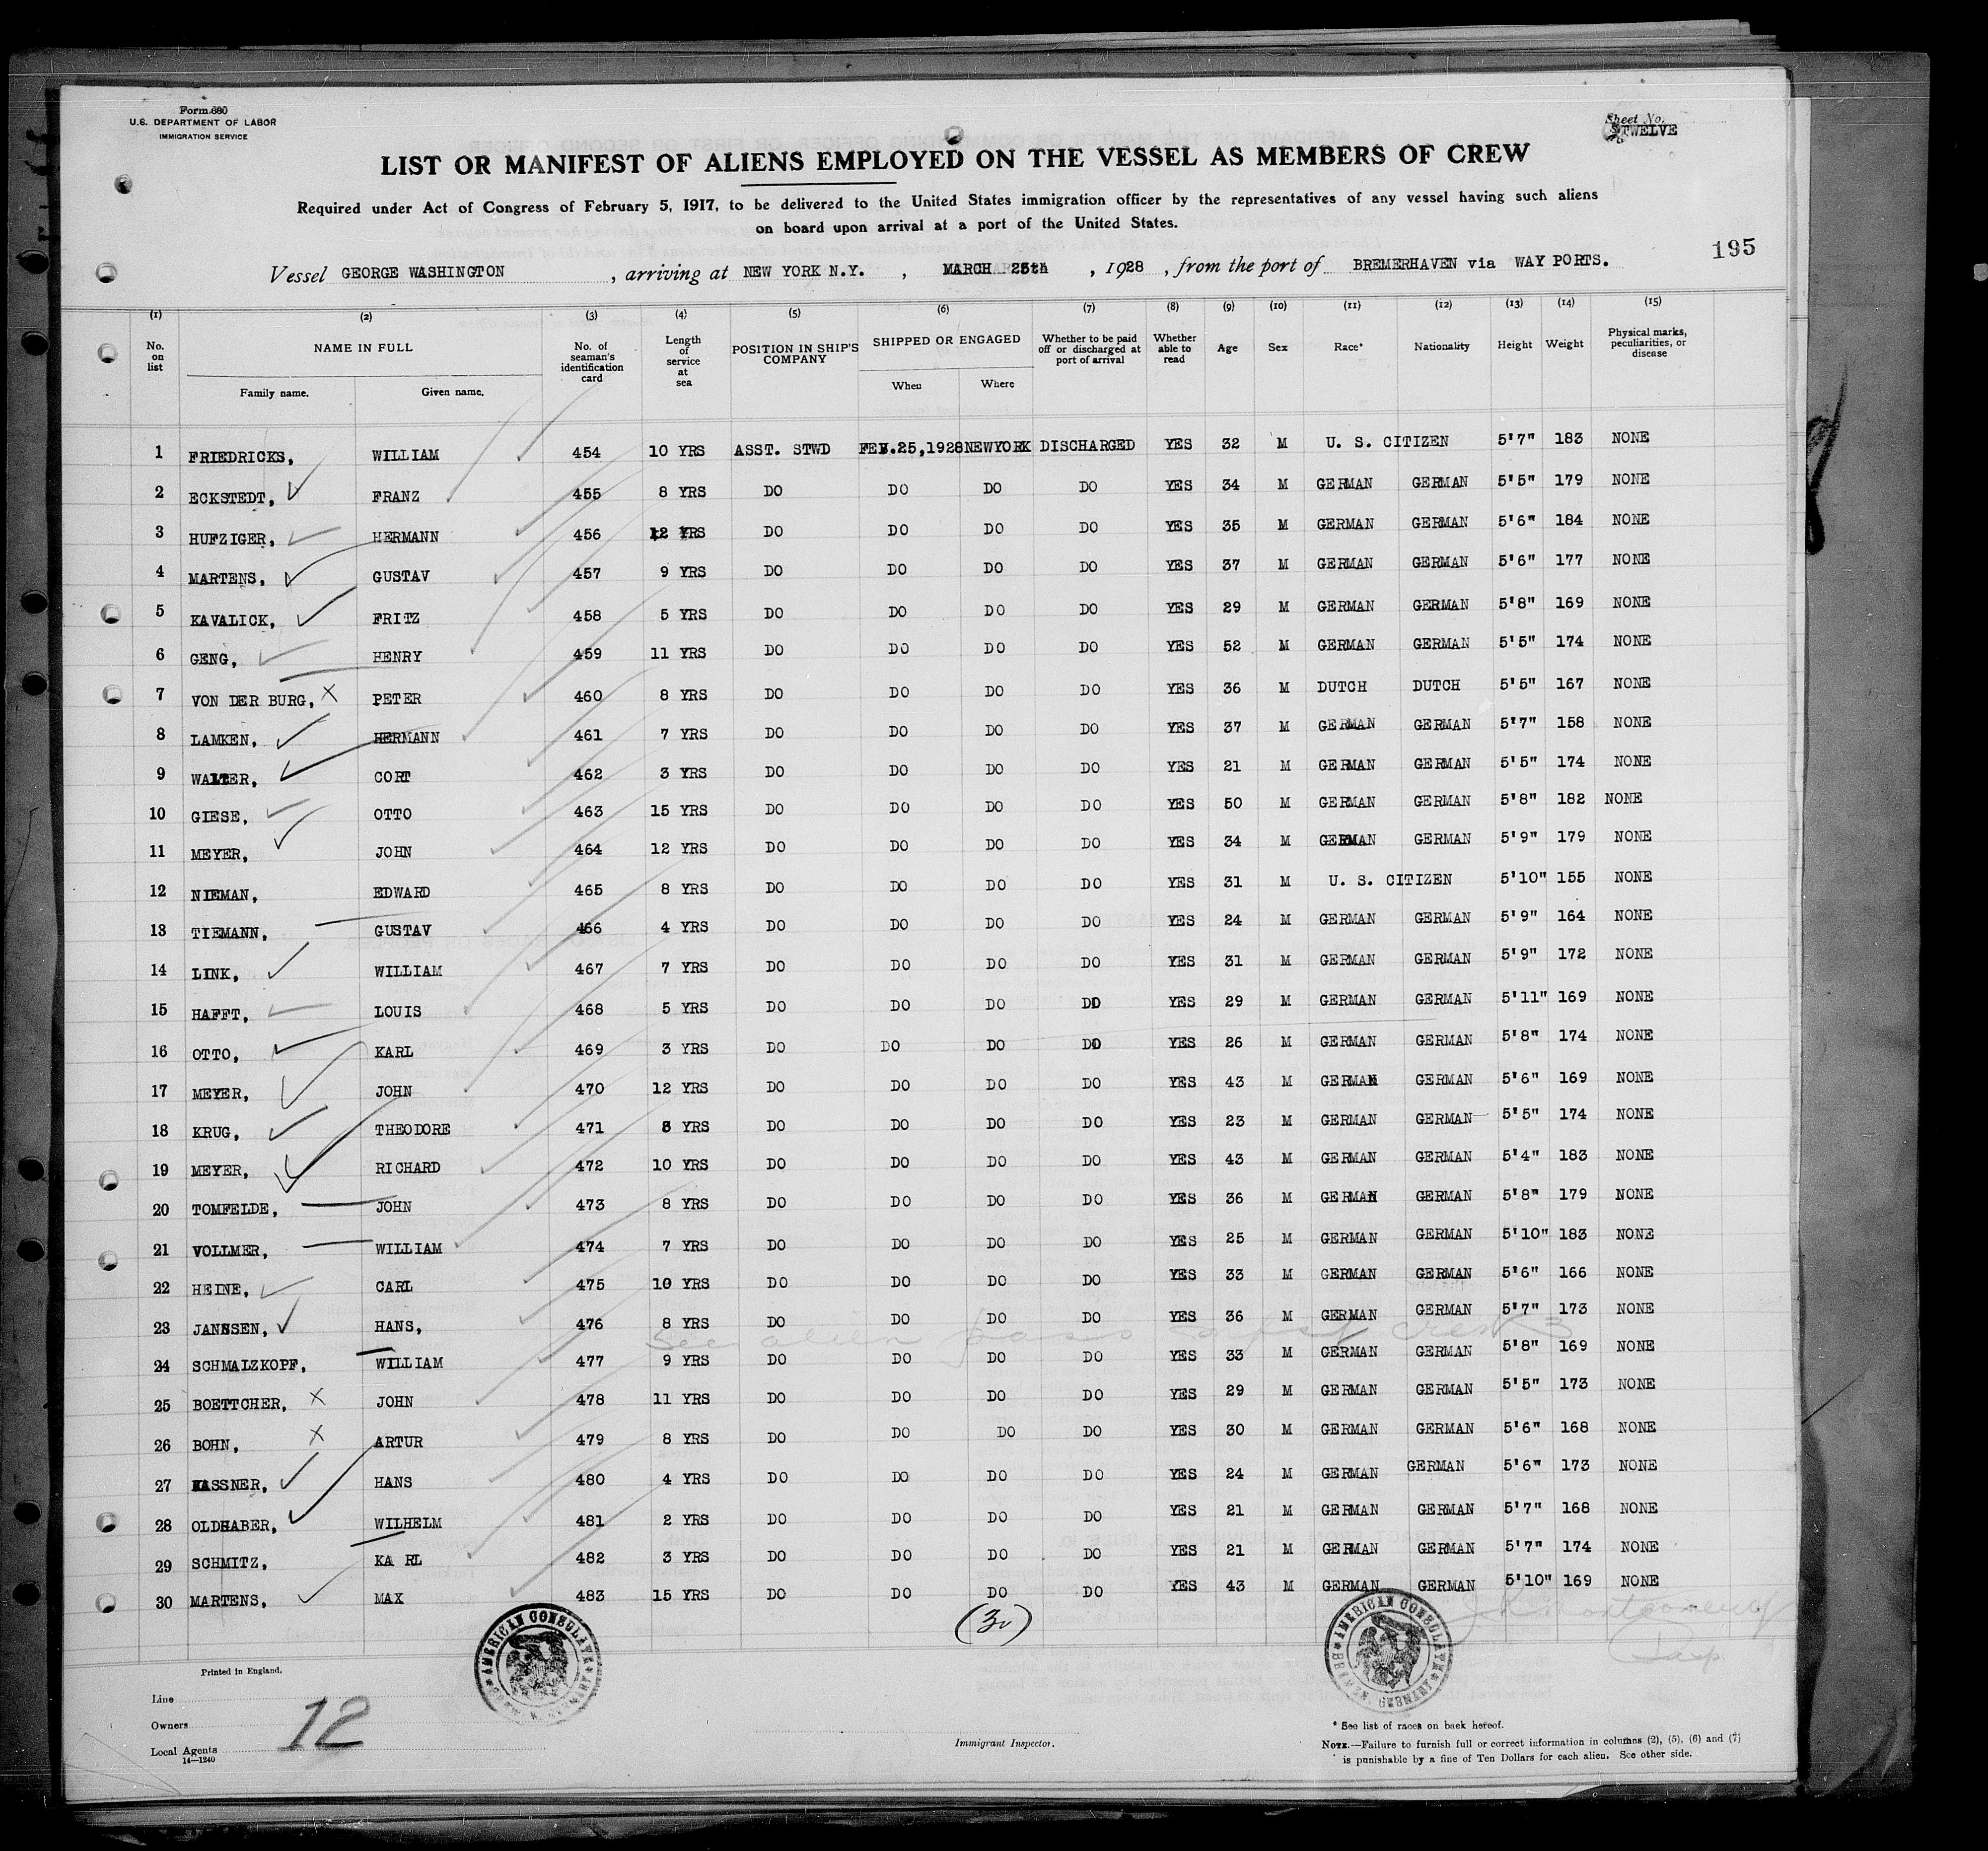 Form 680
U.S. DEPARTMENT OF LABOR
IMMIGRATION SERVICE
Sheet No. TWELVE
LIST OR MANIFEST OF ALIENS EMPLOYED ON THE VESSEL AS MEMBERS OF CREW
Required under Act of Congress of February 5, 1917, to be delivered to the United States immigration officer by the representatives of any vessel having such aliens
on board upon arrival at a port of the United States.
195
Vessel GEORGE WASHINGTON, arriving at NEW YORK N.Y., MARCH 25th, 1928, from the port of BREMERHAVEN via WAY PORTS.
(1) (2) (3) (4) (5) (6) (7) (8) (9) (10) (11) (12) (13) (14) (15)
No. on list NAME IN FULL Family name. Given name. No. of seaman's identification card Length of service at sea POSITION IN SHIP'S COMPANY SHIPPED OR ENGAGED When Where Whether to be paid off or discharged at port of arrival Whether able to read Age Sex Race* Nationality Height Weight Physical marks, peculiarities, or disease
1 FRIEDRICKS, WILLIAM 454 10 YRS ASST. STWD FEB.25,1928 NEWYORK DISCHARGED YES 32 M U. S. CITIZEN 5'7" 183 NONE
2 ECKSTEDT, FRANZ 455 8 YRS DO DO DO DO YES 34 M GERMAN GERMAN 5'5" 179 NONE
3 HUFZIGER, HERMANN 456 12 YRS DO DO DO DO YES 35 M GERMAN GERMAN 5'6" 184 NONE
4 MARTENS, GUSTAV 457 9 YRS DO DO DO DO YES 37 M GERMAN GERMAN 5'6" 177 NONE
5 KAVALICK, FRITZ 458 5 YRS DO DO DO DO YES 29 M GERMAN GERMAN 5'8" 169 NONE
6 GENG, HENRY 459 11 YRS DO DO DO DO YES 52 M GERMAN GERMAN 5'5" 174 NONE
7 VON DER BURG, X PETER 460 8 YRS DO DO DO DO YES 36 M DUTCH DUTCH 5'5" 167 NONE
8 LAMKEN, HERMANN 461 7 YRS DO DO DO DO YES 37 M GERMAN GERMAN 5'7" 158 NONE
9 WALTER, CORT 462 3 YRS DO DO DO DO YES 21 M GERMAN GERMAN 5'5" 174 NONE
10 GIESE, OTTO 463 15 YRS DO DO DO DO YES 50 M GERMAN GERMAN 5'8" 182 NONE
11 MEYER, JOHN 464 12 YRS DO DO DO DO YES 34 M GERMAN GERMAN 5'9" 179 NONE
12 NIEMAN, EDWARD 465 8 YRS DO DO DO DO YES 31 M U. S. CITIZEN 5'10" 155 NONE
13 TIEMANN, GUSTAV 466 4 YRS DO DO DO DO YES 24 M GERMAN GERMAN 5'9" 164 NONE
14 LINK, WILLIAM 467 7 YRS DO DO DO DO YES 31 M GERMAN GERMAN 5'9" 172 NONE
15 HAFFT, LOUIS 468 5 YRS DO DO DO DO YES 29 M GERMAN GERMAN 5'11" 169 NONE
16 OTTO, KARL 469 3 YRS DO DO DO DO YES 26 M GERMAN GERMAN 5'8" 174 NONE
17 MEYER, JOHN 470 12 YRS DO DO DO DO YES 43 M GERMAN GERMAN 5'6" 169 NONE
18 KRUG, THEODORE 471 5 YRS DO DO DO DO YES 23 M GERMAN GERMAN 5'5" 174 NONE
19 MEYER, RICHARD 472 10 YRS DO DO DO DO YES 43 M GERMAN GERMAN 5'4" 183 NONE
20 TOMFELDE, JOHN 473 8 YRS DO DO DO DO YES 36 M GERMAN GERMAN 5'8" 179 NONE
21 VOLLMER, WILLIAM 474 7 YRS DO DO DO DO YES 25 M GERMAN GERMAN 5'10" 183 NONE
22 HEINE, CARL 475 10 YRS DO DO DO DO YES 33 M GERMAN GERMAN 5'6" 166 NONE
23 JANSSEN, HANS, 476 8 YRS DO DO DO DO YES 36 M GERMAN GERMAN 5'7" 173 NONE
See alien pass
24 SCHMALZKOPF, WILLIAM 477 9 YRS DO DO DO DO YES 33 M GERMAN GERMAN 5'8" 169 NONE
25 BOETTCHER, X JOHN 478 11 YRS DO DO DO DO YES 29 M GERMAN GERMAN 5'5" 173 NONE
26 BOHN, X ARTUR 479 8 YRS DO DO DO DO YES 30 M GERMAN GERMAN 5'6" 168 NONE
27 KASSNER, HANS 480 4 YRS DO DO DO DO YES 24 M GERMAN GERMAN 5'6" 173 NONE
28 OLDHABER, WILHELM 481 2 YRS DO DO DO DO YES 21 M GERMAN GERMAN 5'7" 168 NONE
29 SCHMITZ, KA RL 482 3 YRS DO DO DO DO YES 21 M GERMAN GERMAN 5'7" 174 NONE
30 MARTENS, MAX 483 15 YRS DO DO DO DO YES 43 M GERMAN GERMAN 5'10" 169 NONE
(30)
AMERICAN CONSULATE
AMERICAN CONSULATE
Montgomery
Printed in England.
Line
Owners
Local Agents
14—1240
12
Immigrant Inspector.
* See list of races on back hereof.
NOTE.—Failure to furnish full or correct information in columns (2), (5), (6) and (7)
is punishable by a fine of Ten Dollars for each alien. See other side.